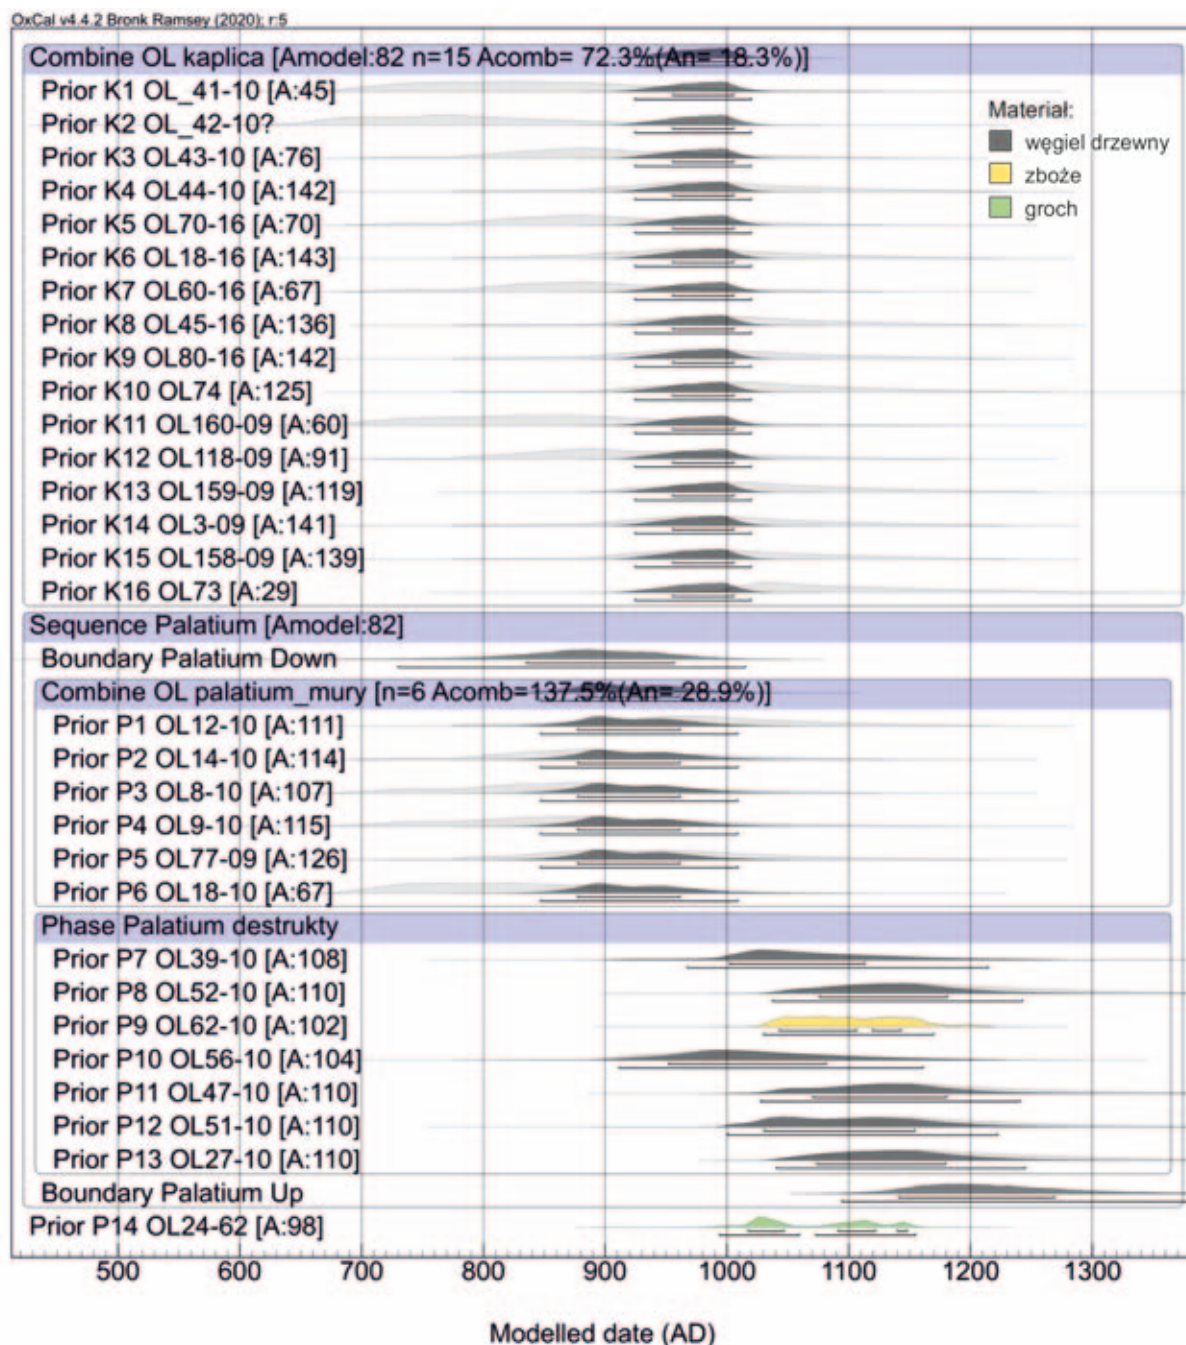 OxCal v4.4.2 Bronk Ramsey (2020); r:5
Combine OL kaplica [Amodel:82 n=15 Acomb= 72.3%(An= 18.3%)]
Prior K1 OL_41-10 [A:45]
Prior K2 OL_42-10?
Prior K3 OL43-10 [A:76]
Prior K4 OL44-10 [A:142]
Prior K5 OL70-16 [A:70]
Prior K6 OL18-16 [A:143]
Prior K7 OL60-16 [A:67]
Prior K8 OL45-16 [A:136]
Prior K9 OL80-16 [A:142]
Prior K10 OL74 [A:125]
Prior K11 OL160-09 [A:60]
Prior K12 OL118-09 [A:91]
Prior K13 OL159-09 [A:119]
Prior K14 OL3-09 [A:141]
Prior K15 OL158-09 [A:139]
Prior K16 OL73 [A:29]
Materiał:
węgiel drzewny
zboże
groch
Sequence Palatium [Amodel:82]
Boundary Palatium Down
Combine OL palatium_mury [n=6 Acomb=137.5%(An= 28.9%)]
Prior P1 OL12-10 [A:111]
Prior P2 OL14-10 [A:114]
Prior P3 OL8-10 [A:107]
Prior P4 OL9-10 [A:115]
Prior P5 OL77-09 [A:126]
Prior P6 OL18-10 [A:67]
Phase Palatium destrukty
Prior P7 OL39-10 [A:108]
Prior P8 OL52-10 [A:110]
Prior P9 OL62-10 [A:102]
Prior P10 OL56-10 [A:104]
Prior P11 OL47-10 [A:110]
Prior P12 OL51-10 [A:110]
Prior P13 OL27-10 [A:110]
Boundary Palatium Up
Prior P14 OL24-62 [A:98]
500 600 700 800 900 1000 1100 1200 1300
Modelled date (AD)